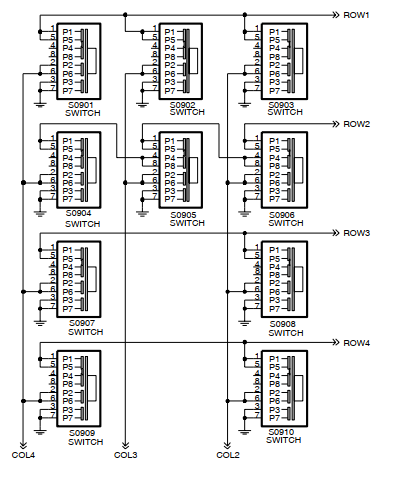 ROW1
1 P1
5 P5
4 P4
8 P8
2 P2
6 P6
3 P3
7 P7
S0901
SWITCH
1 P1
5 P5
4 P4
8 P8
2 P2
6 P6
3 P3
7 P7
S0902
SWITCH
1 P1
5 P5
4 P4
8 P8
2 P2
6 P6
3 P3
7 P7
S0903
SWITCH
ROW2
1 P1
5 P5
4 P4
8 P8
2 P2
6 P6
3 P3
7 P7
S0904
SWITCH
1 P1
5 P5
4 P4
8 P8
2 P2
6 P6
3 P3
7 P7
S0905
SWITCH
1 P1
5 P5
4 P4
8 P8
2 P2
6 P6
3 P3
7 P7
S0906
SWITCH
ROW3
1 P1
5 P5
4 P4
8 P8
2 P2
6 P6
3 P3
7 P7
S0907
SWITCH
1 P1
5 P5
4 P4
8 P8
2 P2
6 P6
3 P3
7 P7
S0908
SWITCH
ROW4
1 P1
5 P5
4 P4
8 P8
2 P2
6 P6
3 P3
7 P7
S0909
SWITCH
1 P1
5 P5
4 P4
8 P8
2 P2
6 P6
3 P3
7 P7
S0910
SWITCH
COL4
COL3
COL2